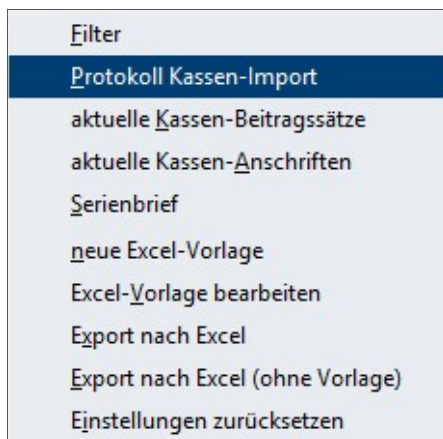 Filter
Protokoll Kassen-Import
aktuelle Kassen-Beitragssätze
aktuelle Kassen-Anschriften
Serienbrief
neue Excel-Vorlage
Excel-Vorlage bearbeiten
Export nach Excel
Export nach Excel (ohne Vorlage)
Einstellungen zurücksetzen